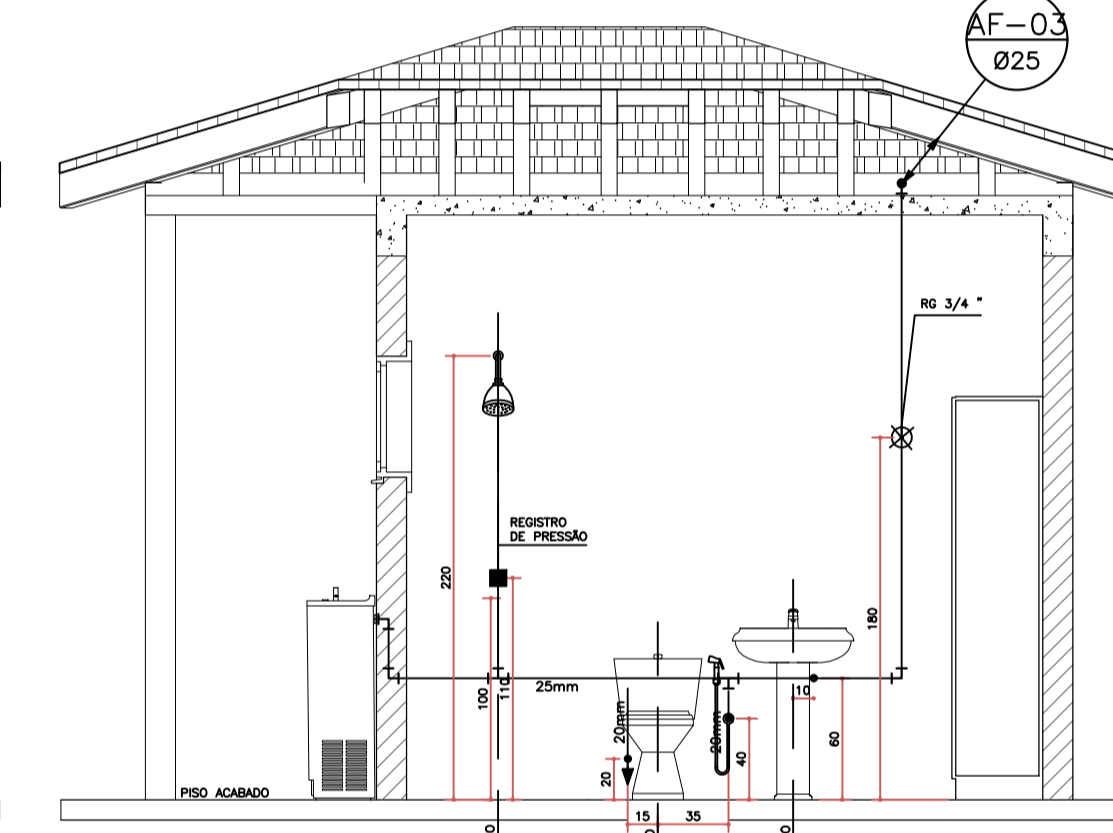 AF-03
Ø25
RG 3/4 "
REGISTRO
DE PRESSÃO
220
180
100
110
25mm
20mm
20mm
10
60
40
20
PISO ACABADO
15
35